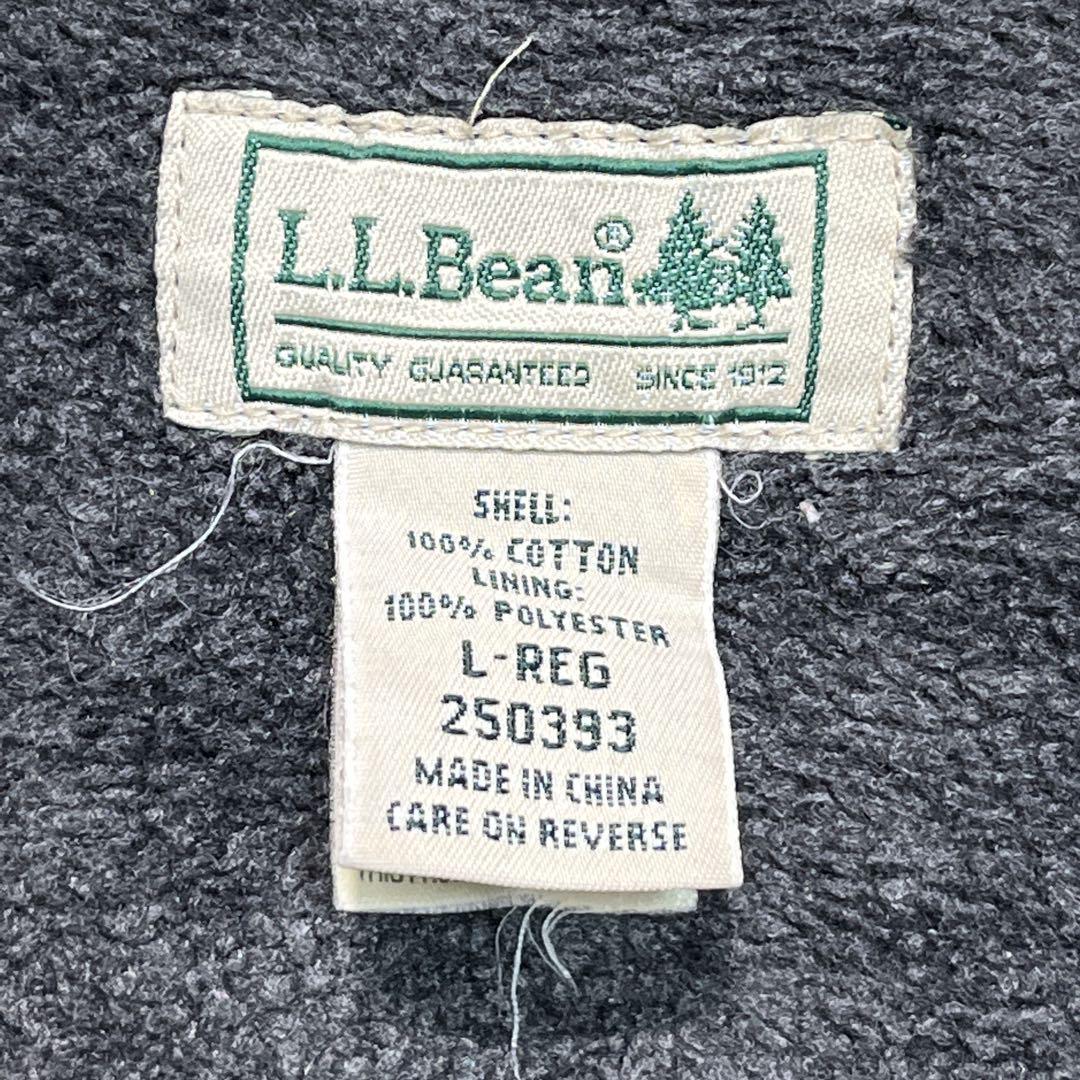 L.L.Bean®
QUALITY GUARANTEED SINCE 1912
SHELL:
100% COTTON
LINING:
100% POLYESTER
L-REG
250393
MADE IN CHINA
CARE ON REVERSE